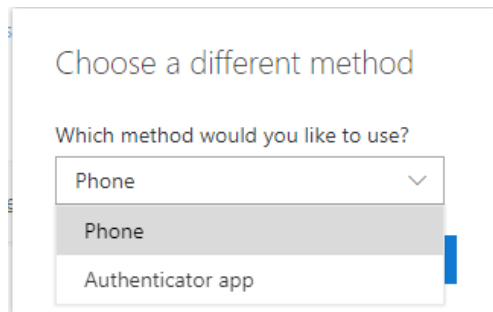 Choose a different method
Which method would you like to use?
Phone
Phone
Authenticator app